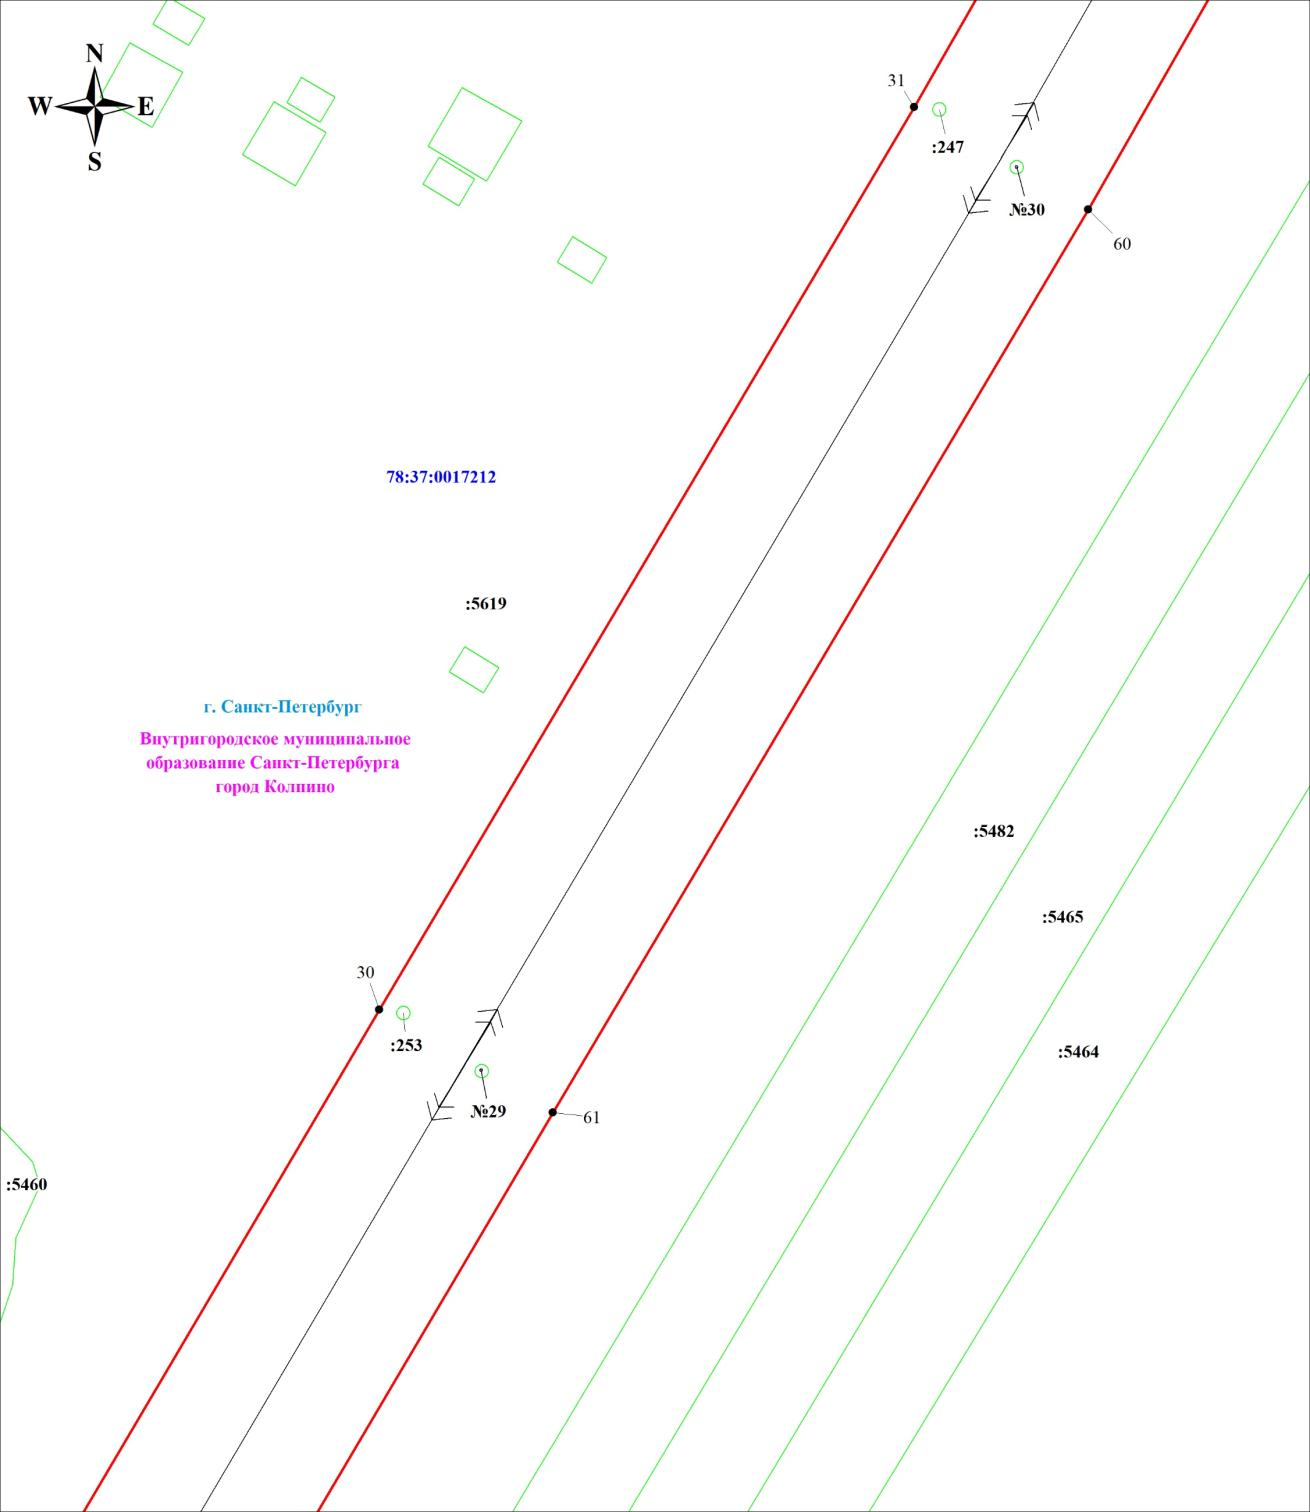 N
W E
S
31
:247
№30
60
78:37:0017212
:5619
г. Санкт-Петербург
Внутригородское муниципальное
образование Санкт-Петербурга
город Колпино
:5482
:5465
30
:253
:5464
№29
61
:5460